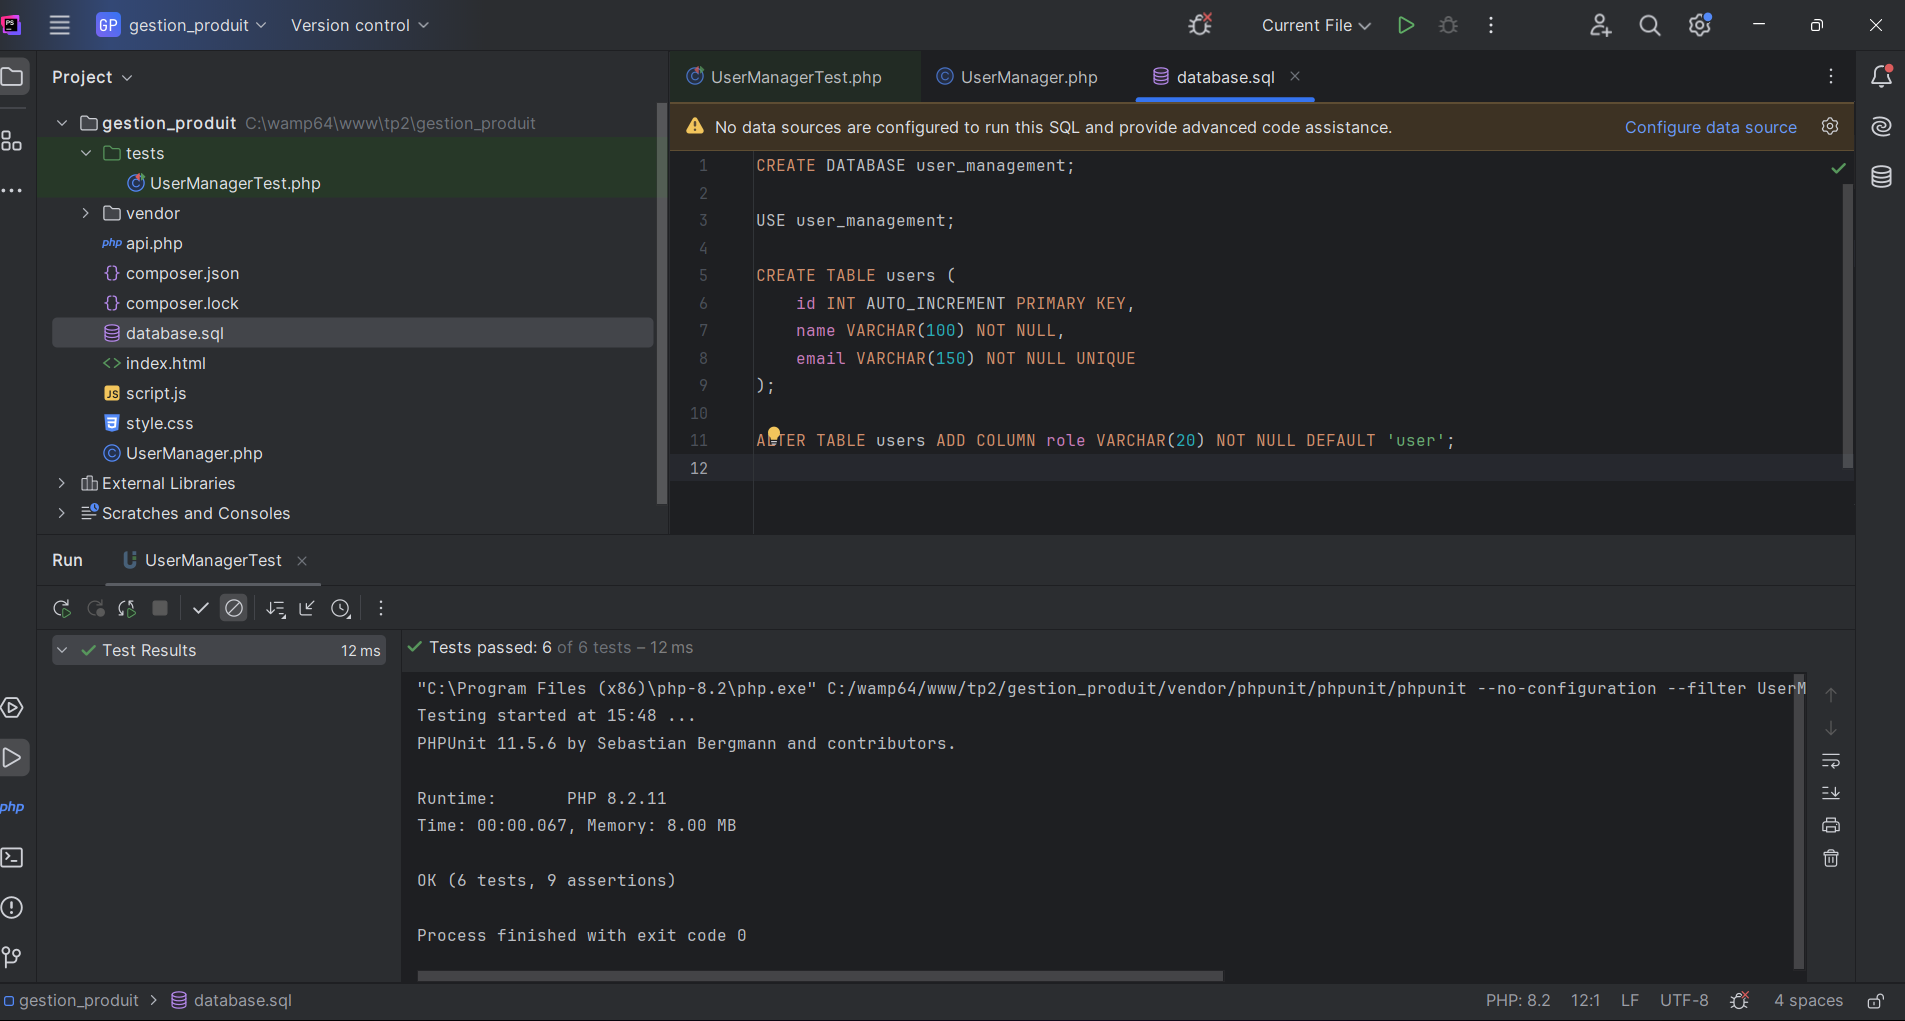 GP gestion_produit Version control Current File
Project
UserManagerTest.php UserManager.php database.sql
No data sources are configured to run this SQL and provide advanced code assistance. Configure data source
gestion_produit C:\wamp64\www\tp2\gestion_produit
tests
UserManagerTest.php
vendor
php api.php
composer.json
composer.lock
database.sql
index.html
JS script.js
style.css
UserManager.php
External Libraries
Scratches and Consoles
1 CREATE DATABASE user_management;
2
3 USE user_management;
4
5 CREATE TABLE users (
6 id INT AUTO_INCREMENT PRIMARY KEY,
7 name VARCHAR(100) NOT NULL,
8 email VARCHAR(150) NOT NULL UNIQUE
9 );
10
11 ALTER TABLE users ADD COLUMN role VARCHAR(20) NOT NULL DEFAULT 'user';
12
Run UserManagerTest
Test Results 12 ms
Tests passed: 6 of 6 tests – 12 ms
"C:\Program Files (x86)\php-8.2\php.exe" C:/wamp64/www/tp2/gestion_produit/vendor/phpunit/phpunit/phpunit --no-configuration --filter UserM
Testing started at 15:48 ...
PHPUnit 11.5.6 by Sebastian Bergmann and contributors.
Runtime: PHP 8.2.11
Time: 00:00.067, Memory: 8.00 MB
OK (6 tests, 9 assertions)
Process finished with exit code 0
php
gestion_produit > database.sql PHP: 8.2 12:1 LF UTF-8 4 spaces